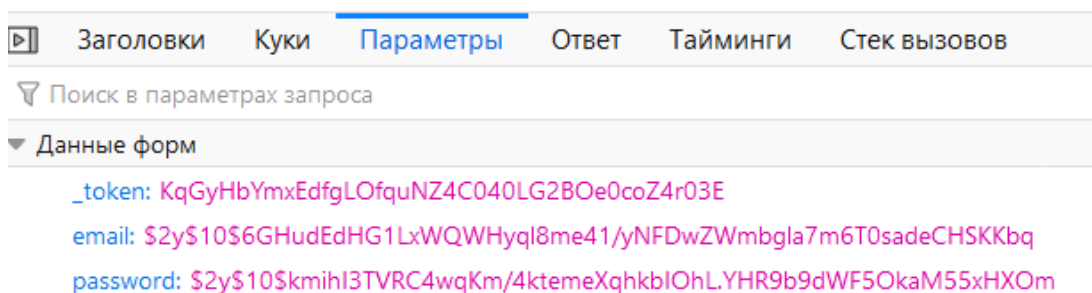 Заголовки Куки Параметры Ответ Тайминги Стек вызовов
Поиск в параметрах запроса
Данные форм
_token: KqGyHbYmxEdfgLOfquNZ4C040LG2BOe0coZ4r03E
email: $2y$10$6GHudEdHG1LxWQWHyql8me41/yNFDwZWmbgla7m6T0sadeCHSKKbq
password: $2y$10$kmihI3TVRC4wqKm/4ktemeXqhkbIOhL.YHR9b9dWF5OkaM55xHXOm